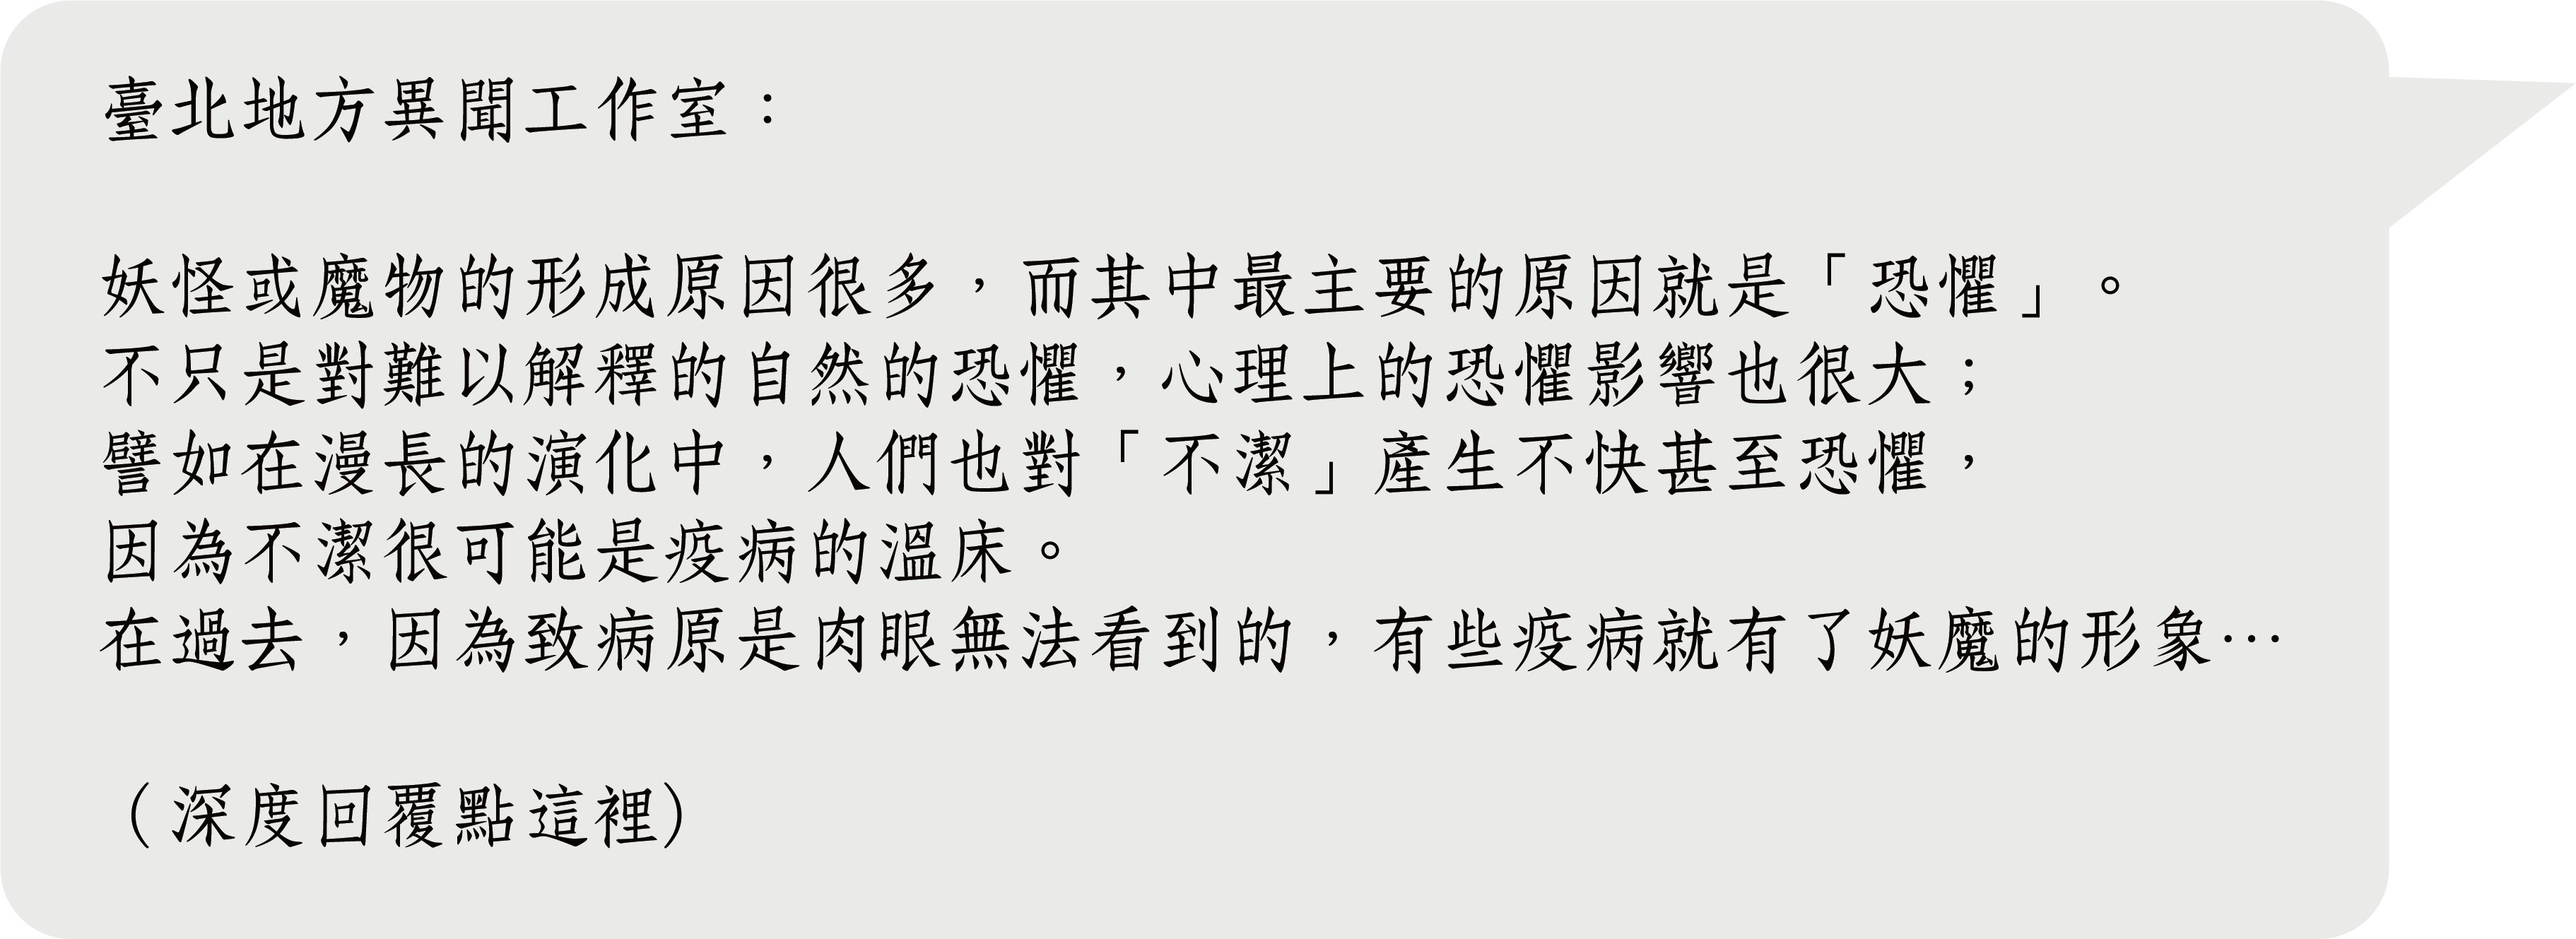 臺北地方異聞工作室：
妖怪或魔物的形成原因很多，而其中最主要的原因就是「恐懼」。
不只是對難以解釋的自然的恐懼，心理上的恐懼影響也很大；
譬如在漫長的演化中，人們也對「不潔」產生不快甚至恐懼，
因為不潔很可能是疫病的溫床。
在過去，因為致病原是肉眼無法看到的，有些疫病就有了妖魔的形象…
（深度回覆點這裡）